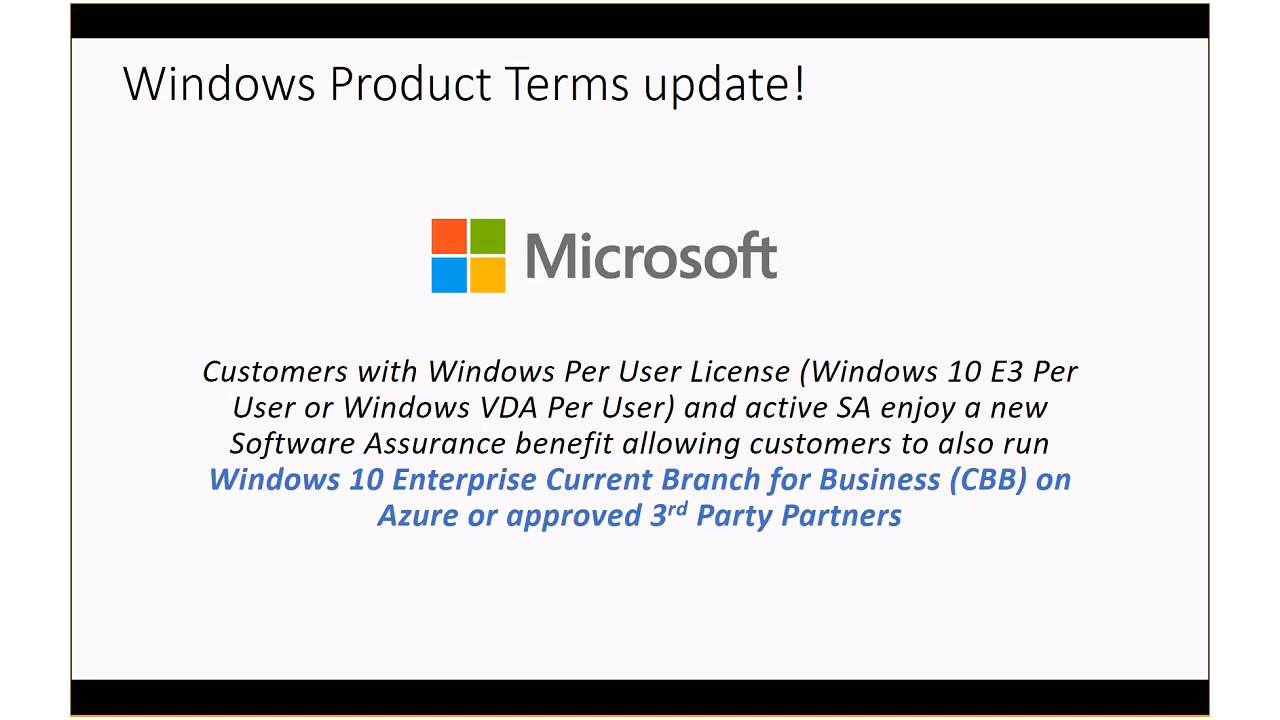 Windows Product Terms update!
Microsoft
Customers with Windows Per User License (Windows 10 E3 Per
User or Windows VDA Per User) and active SA enjoy a new
Software Assurance benefit allowing customers to also run
Windows 10 Enterprise Current Branch for Business (CBB) on
Azure or approved 3rd Party Partners